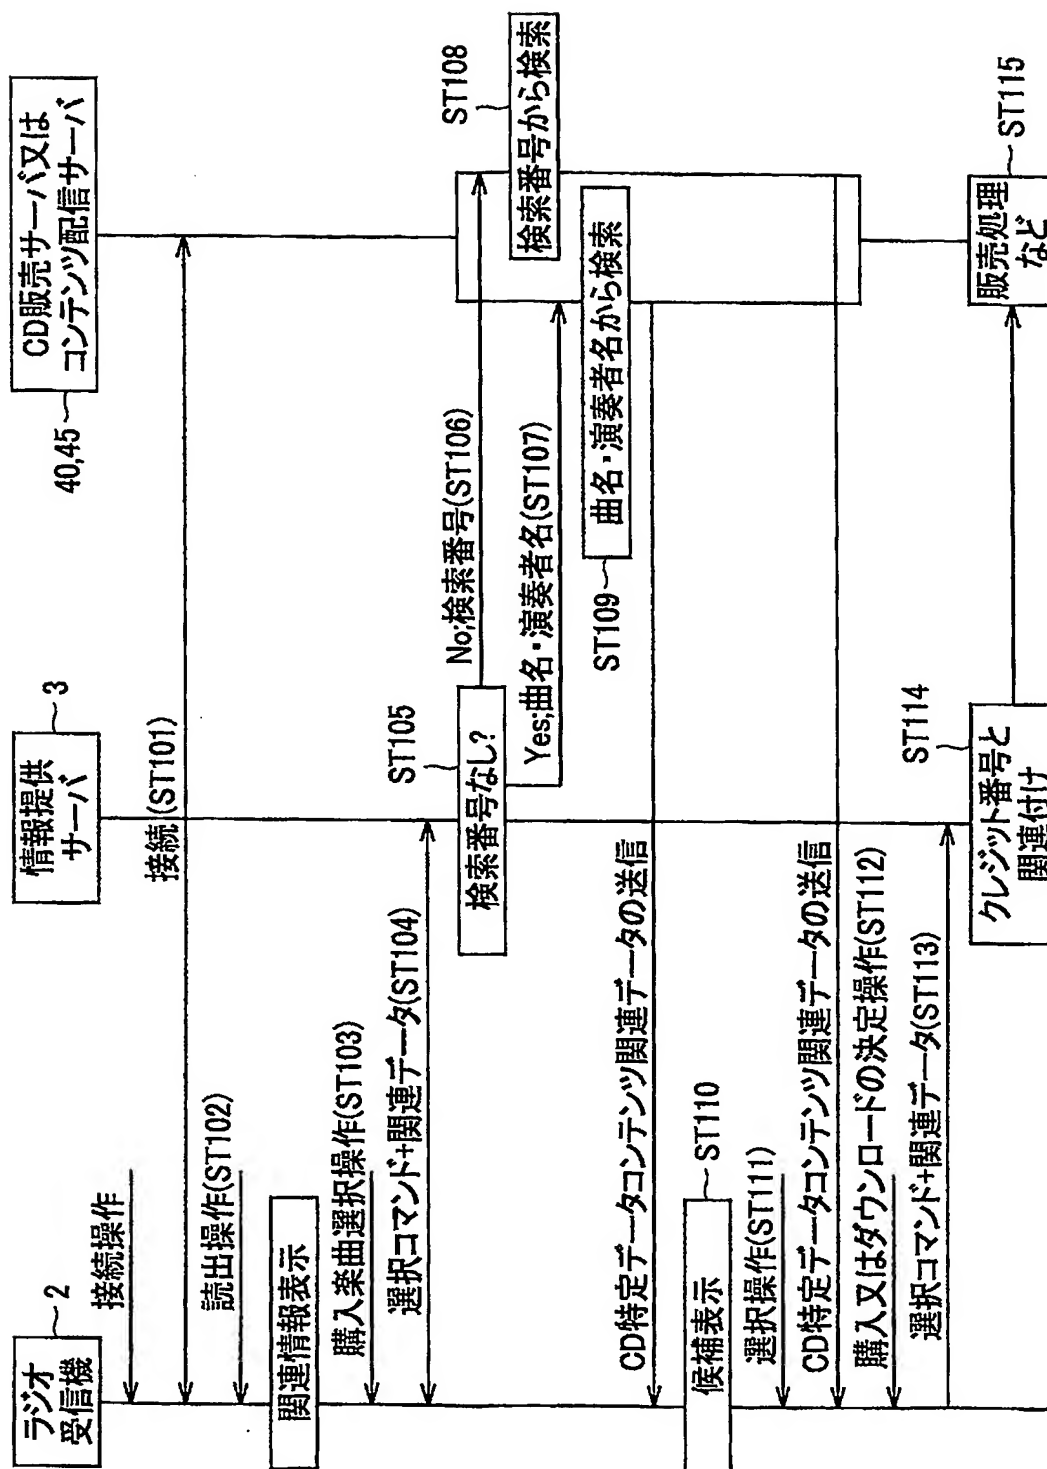 ラジオ
受信機
2
情報提供
サーバ
3
CD販売サーバ又は
コンテンツ配信サーバ
40,45
接続操作
接続(ST101)
読出操作(ST102)
関連情報表示
購入楽曲選択操作(ST103)
選択コマンド+関連データ(ST104)
検索番号なし?
ST105
No;検索番号(ST106)
Yes;曲名・演奏者名(ST107)
検索番号から検索
ST108
曲名・演奏者名から検索
ST109
CD特定データコンテンツ関連データの送信
候補表示
ST110
選択操作(ST111)
CD特定データコンテンツ関連データの送信
購入又はダウンロードの決定操作(ST112)
選択コマンド+関連データ(ST113)
クレジット番号と
関連付け
ST114
販売処理
など
ST115